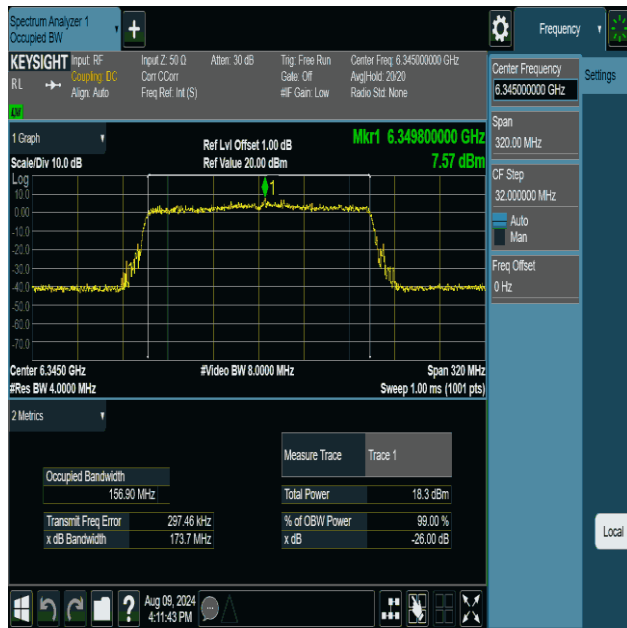 Spectrum Analyzer 1
Occupied BW
Frequency
KEYSIGHT
RL
Input: RF
Coupling: DC
Align: Auto
Input Z: 50 Ω
Corr CCorr
Freq Ref: Int (S)
Atten: 30 dB
Trig: Free Run
Gate: Off
#IF Gain: Low
Center Freq: 6.345000000 GHz
Avg|Hold: 20/20
Radio Std: None
Center Frequency
6.345000000 GHz
Settings
Span
320.00 MHz
CF Step
32.000000 MHz
Auto
Man
Freq Offset
0 Hz
Local
1 Graph
Scale/Div 10.0 dB
Ref Lvl Offset 1.00 dB
Ref Value 20.00 dBm
Mkr1 6.349800000 GHz
7.57 dBm
Log
10.0
0.00
-10.0
-20.0
-30.0
-40.0
-50.0
-60.0
-70.0
1
Center 6.3450 GHz
#Res BW 4.0000 MHz
#Video BW 8.0000 MHz
Span 320 MHz
Sweep 1.00 ms (1001 pts)
2 Metrics
Measure Trace Trace 1
Occupied Bandwidth
156.90 MHz
Total Power 18.3 dBm
Transmit Freq Error 297.46 kHz
% of OBW Power 99.00 %
x dB Bandwidth 173.7 MHz
x dB -26.00 dB
?
Aug 09, 2024
4:11:43 PM